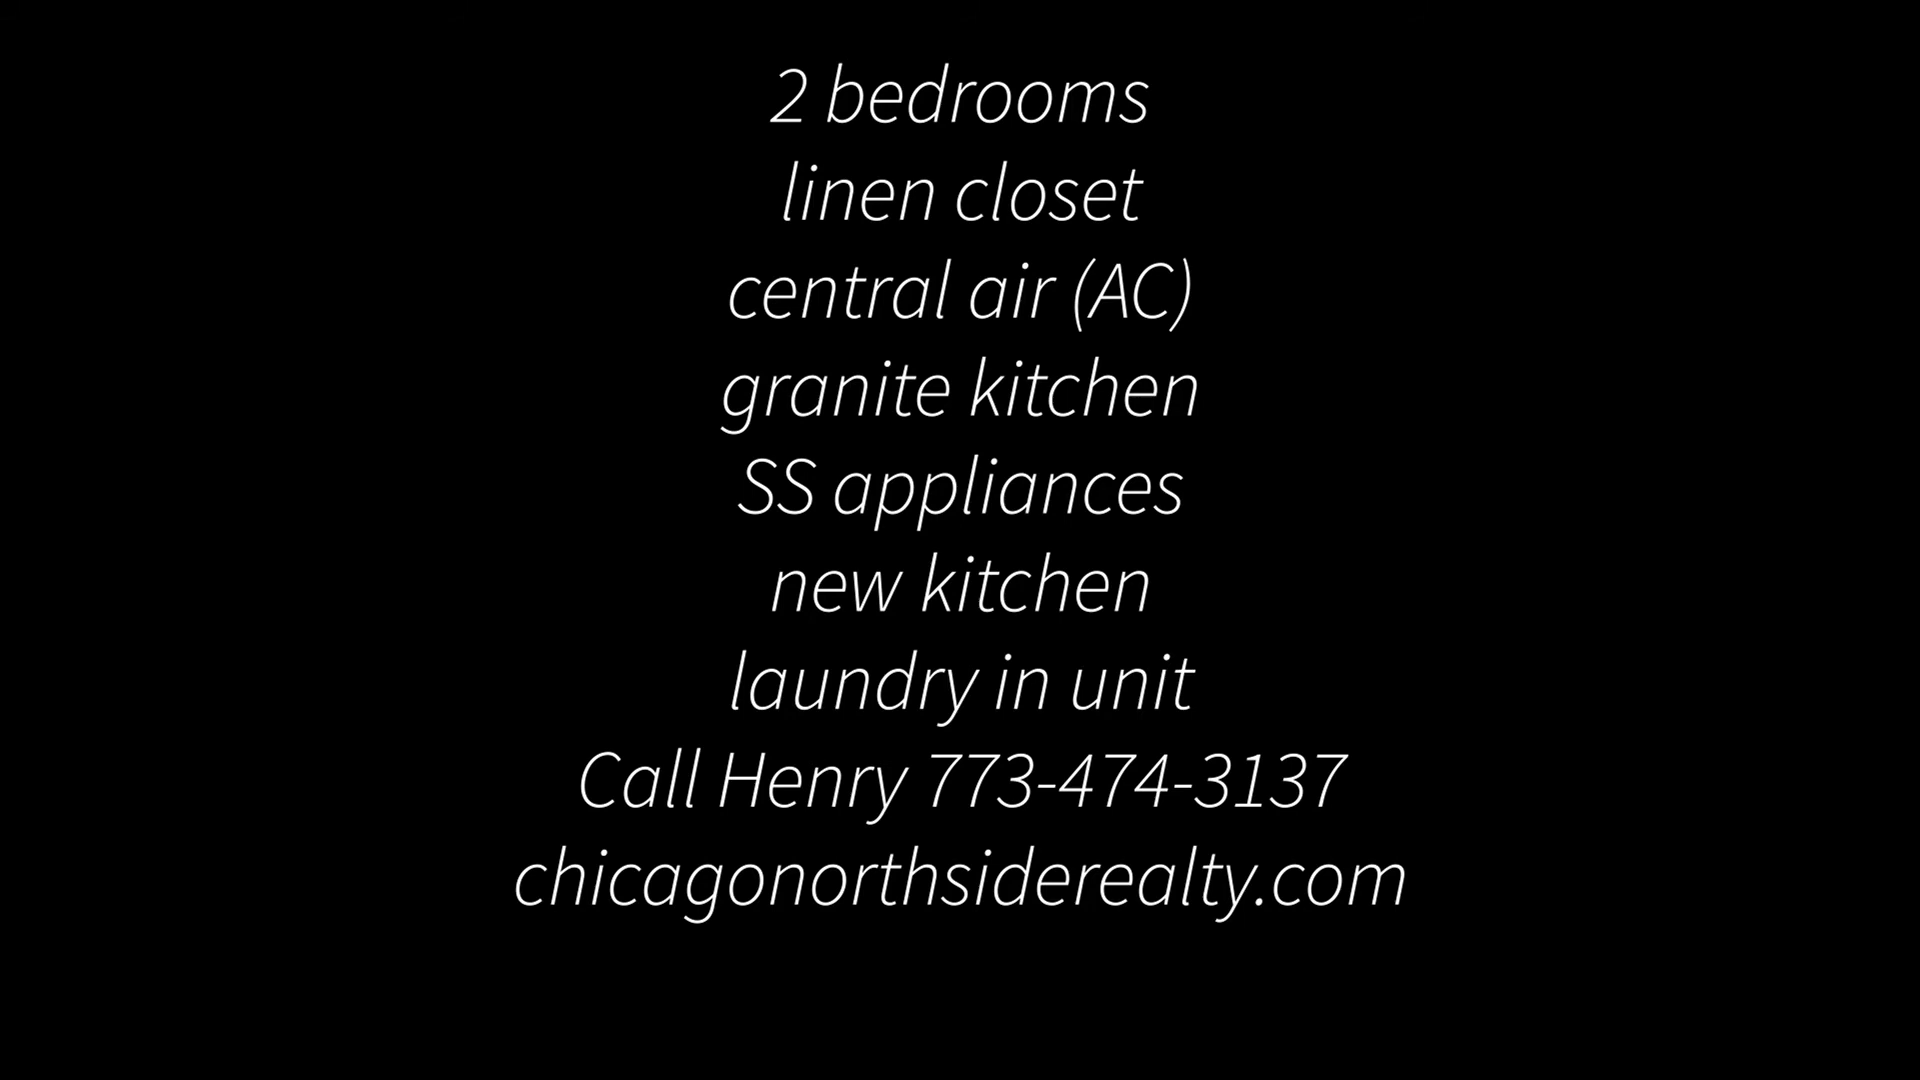 2 bedrooms
linen closet
central air (AC)
granite kitchen
SS appliances
new kitchen
laundry in unit
Call Henry 773-474-3137
chicagonorthsiderealty.com